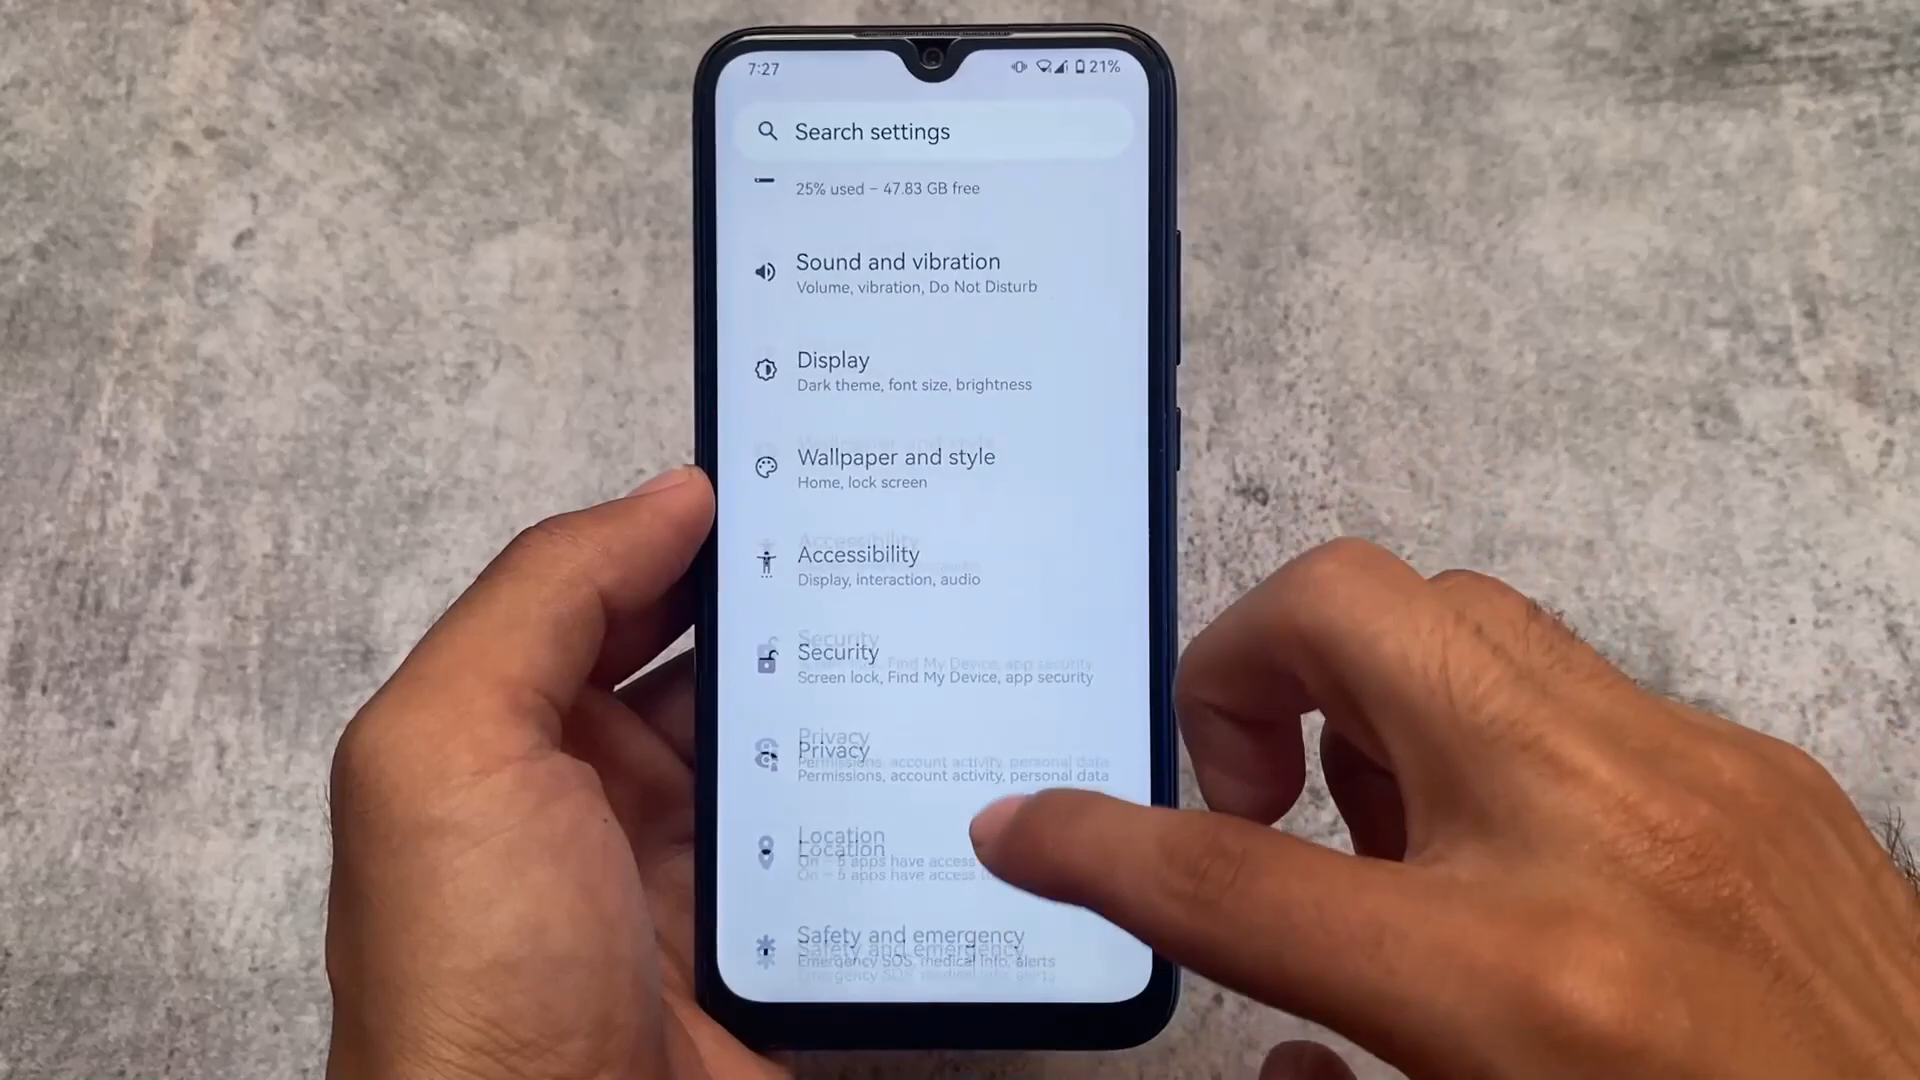 7:27
21%
Search settings
25% used – 47.83 GB free
Sound and vibration
Volume, vibration, Do Not Disturb
Display
Dark theme, font size, brightness
Wallpaper and style
Home, lock screen
Accessibility
Display, interaction, audio
Security
Screen lock, Find My Device, app security
Privacy
Permissions, account activity, personal data
Location
On – 5 apps have access
Safety and emergency
Emergency SOS, medical info, alerts